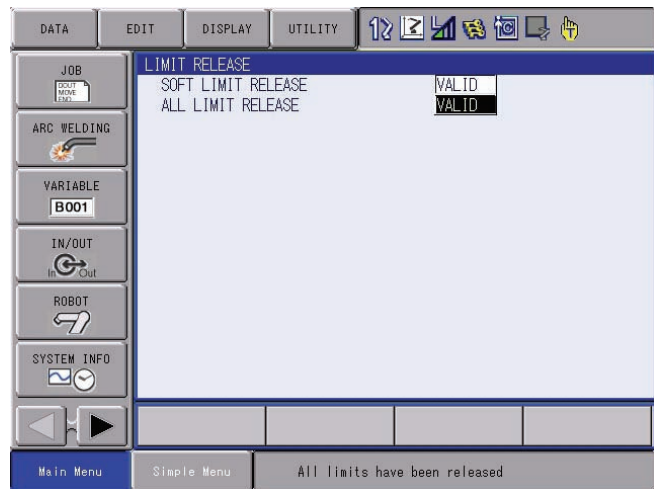 DATA
EDIT
DISPLAY
UTILITY
JOB
DOUT
MOVE
END
ARC WELDING
VARIABLE
B001
IN/OUT
In Out
ROBOT
SYSTEM INFO
LIMIT RELEASE
SOFT LIMIT RELEASE VALID
ALL LIMIT RELEASE VALID
Main Menu
Simple Menu
All limits have been released